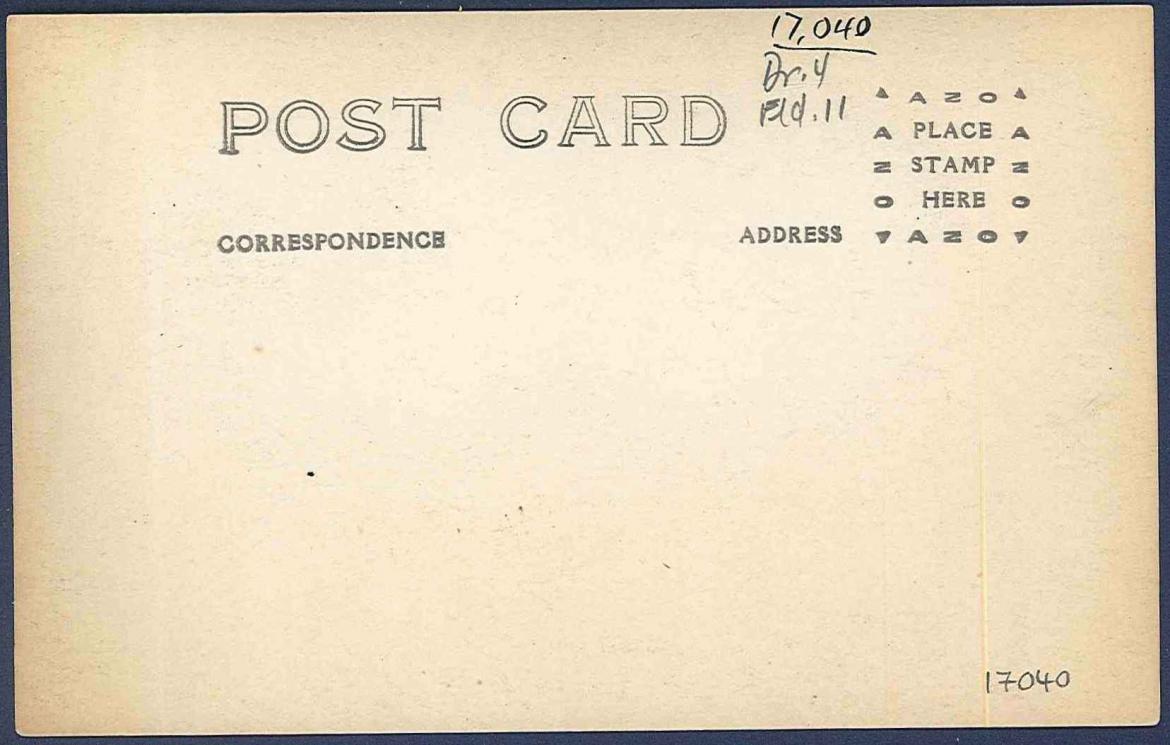 17,040
Dr. 4
Fld. 11
POST CARD
AZO
A PLACE A
Z STAMP Z
O HERE O
AZO
CORRESPONDENCE
ADDRESS
17040